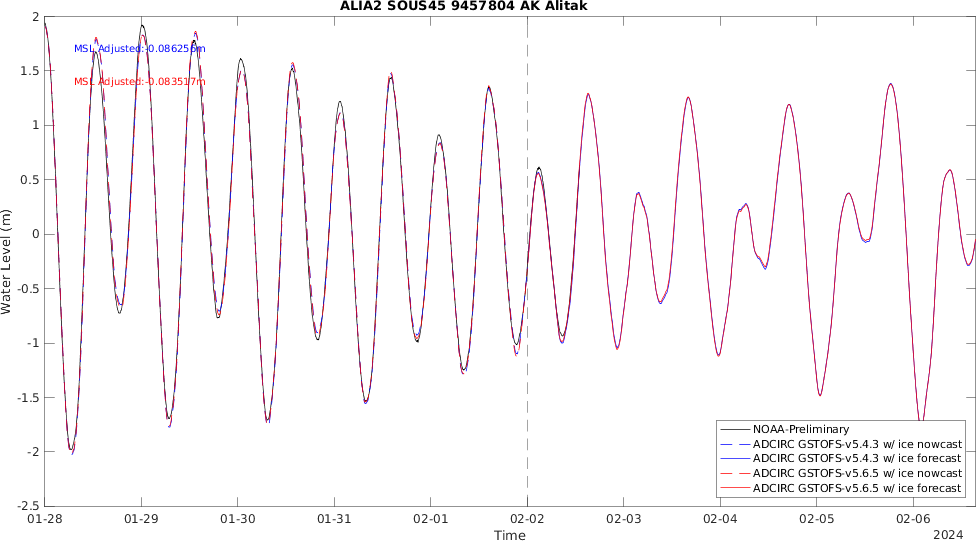 ALIA2 SOUS45 9457804 AK Alitak
2
1.5
1
0.5
0
-0.5
-1
-1.5
-2
-2.5
Water Level (m)
MSL Adjusted:-0.086256m
MSL Adjusted:-0.083517m
NOAA-Preliminary
ADCIRC GSTOFS-v5.4.3 w/ ice nowcast
ADCIRC GSTOFS-v5.4.3 w/ ice forecast
ADCIRC GSTOFS-v5.6.5 w/ ice nowcast
ADCIRC GSTOFS-v5.6.5 w/ ice forecast
01-28 01-29 01-30 01-31 02-01 02-02 02-03 02-04 02-05 02-06
Time
2024